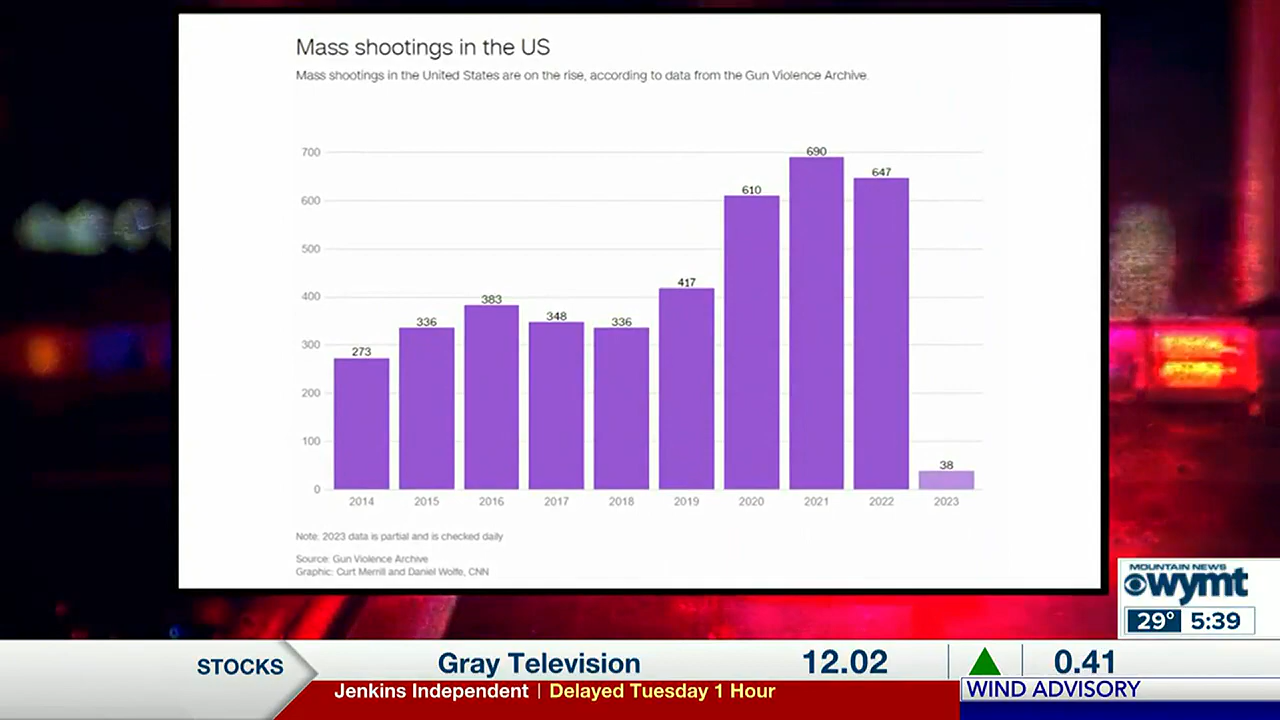 Mass shootings in the US
Mass shootings in the United States are on the rise, according to data from the Gun Violence Archive.
700
600
500
400
300
200
100
0
273
336
383
348
336
417
610
690
647
38
2014 2015 2016 2017 2018 2019 2020 2021 2022 2023
Note: 2023 data is partial and is checked daily
Source: Gun Violence Archive
Graphic: Curt Merrill and Daniel Wolfe, CNN
MOUNTAIN NEWS
wymt
29° 5:39
STOCKS Gray Television 12.02 0.41
Jenkins Independent | Delayed Tuesday 1 Hour
WIND ADVISORY